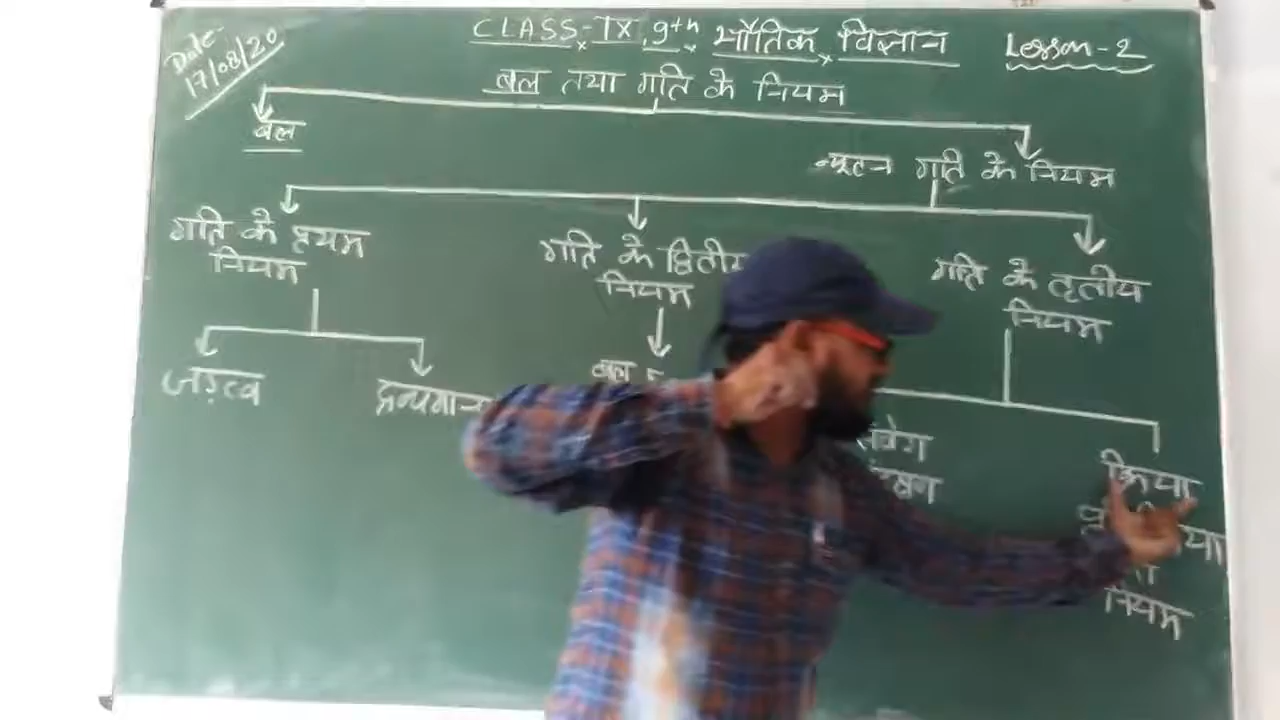 Date-
17/08/20
CLASS-IX, 9th भौतिक विज्ञान
Lesson-2
बल तथा गति के नियम
बल
न्यूटन गति के नियम
गति के प्रथम
नियम
गति के द्वितीय
नियम
गति के तृतीय
नियम
जड़त्व
द्रव्यमान
बल
संवेग
क्रिया
नियम